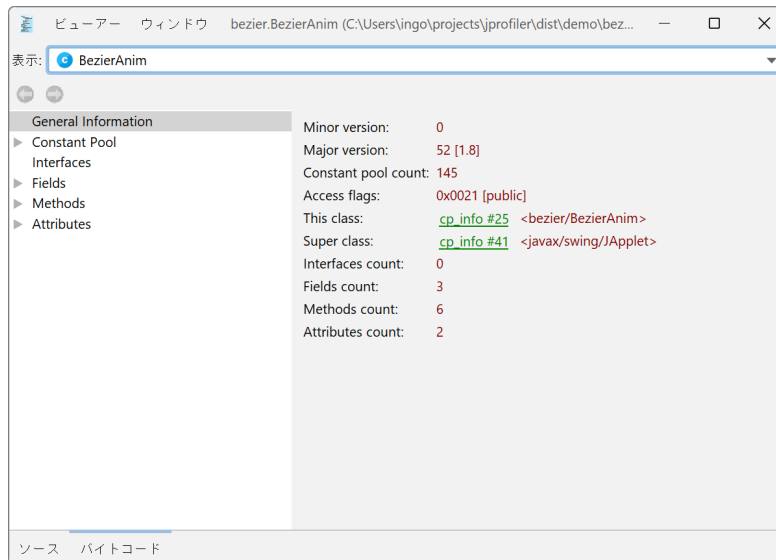 ビューアー ウィンドウ bezier.BezierAnim (C:\Users\ingo\projects\jprofiler\dist\demo\bez...
表示: C BezierAnim
General Information
Constant Pool
Interfaces
Fields
Methods
Attributes
Minor version: 0
Major version: 52 [1.8]
Constant pool count: 145
Access flags: 0x0021 [public]
This class: cp_info #25 <bezier/BezierAnim>
Super class: cp_info #41 <javax/swing/JApplet>
Interfaces count: 0
Fields count: 3
Methods count: 6
Attributes count: 2
ソース バイトコード